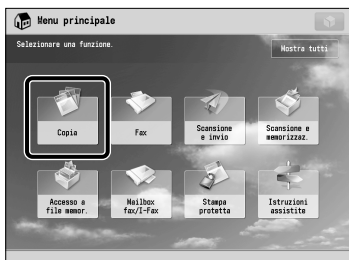 Menu principale
Selezionare una funzione.
Mostra tutti
Copia
Fax
Scansione
e invio
Scansione e
memorizzaz.
Accesso a
file memor.
Mailbox
fax/I-Fax
Stampa
protetta
Istruzioni
assistite